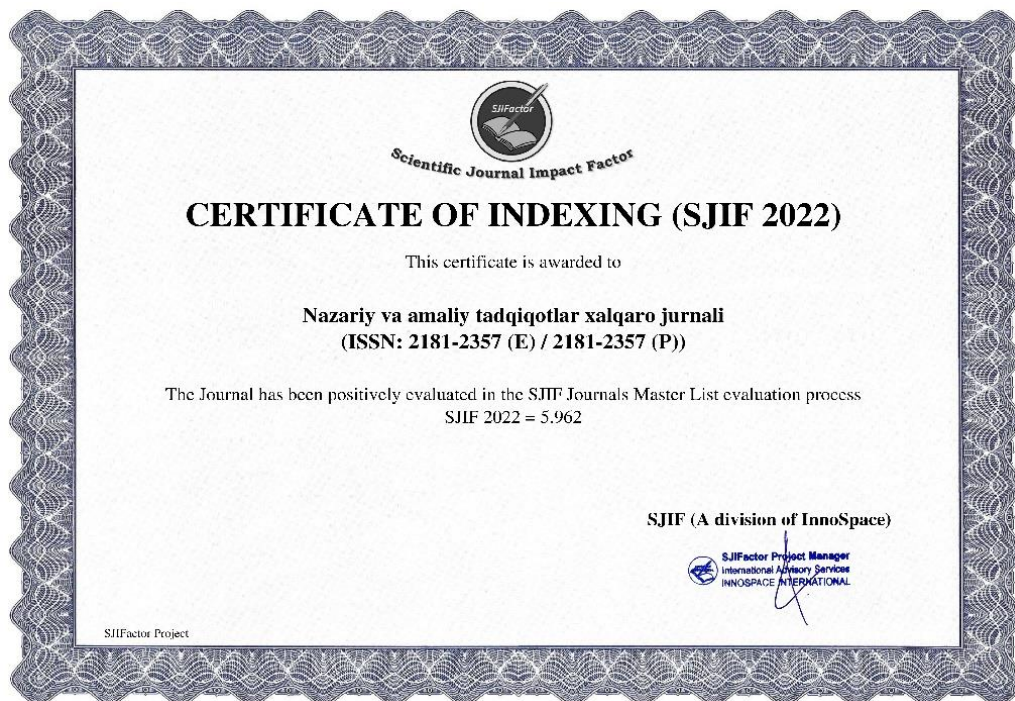 SJIFactor
Scientific Journal Impact Factor
CERTIFICATE OF INDEXING (SJIF 2022)
This certificate is awarded to
Nazariy va amaliy tadqiqotlar xalqaro jurnali
(ISSN: 2181-2357 (E) / 2181-2357 (P))
The Journal has been positively evaluated in the SJIF Journals Master List evaluation process
SJIF 2022 = 5.962
SJIF (A division of InnoSpace)
SJIFactor Project Manager
International Advisory Services
INNOSPACE INTERNATIONAL
SJIFactor Project